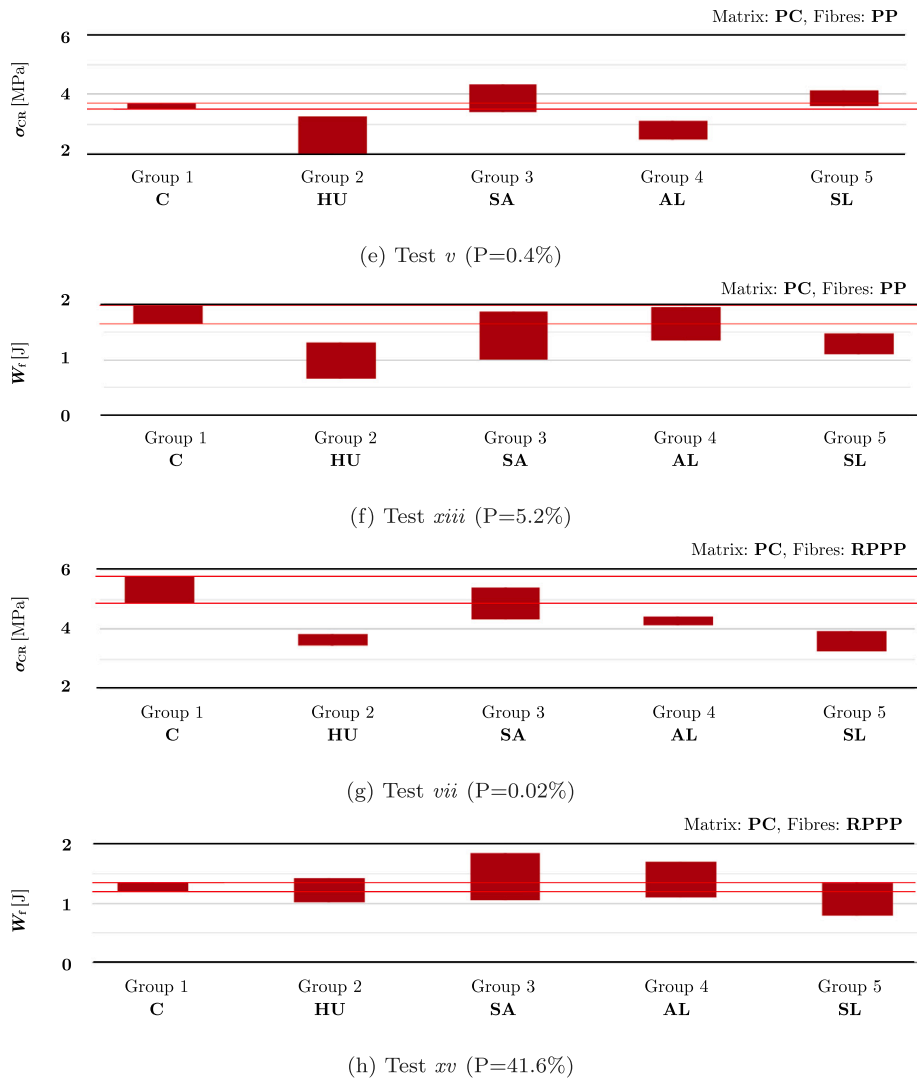 Matrix: PC, Fibres: PP
6
4
2
σCR [MPa]
Group 1 Group 2 Group 3 Group 4 Group 5
C HU SA AL SL
(e) Test v (P=0.4%)
Matrix: PC, Fibres: PP
2
1
0
Wf [J]
Group 1 Group 2 Group 3 Group 4 Group 5
C HU SA AL SL
(f) Test xiii (P=5.2%)
Matrix: PC, Fibres: RPPP
6
4
2
σCR [MPa]
Group 1 Group 2 Group 3 Group 4 Group 5
C HU SA AL SL
(g) Test vii (P=0.02%)
Matrix: PC, Fibres: RPPP
2
1
0
Wf [J]
Group 1 Group 2 Group 3 Group 4 Group 5
C HU SA AL SL
(h) Test xv (P=41.6%)